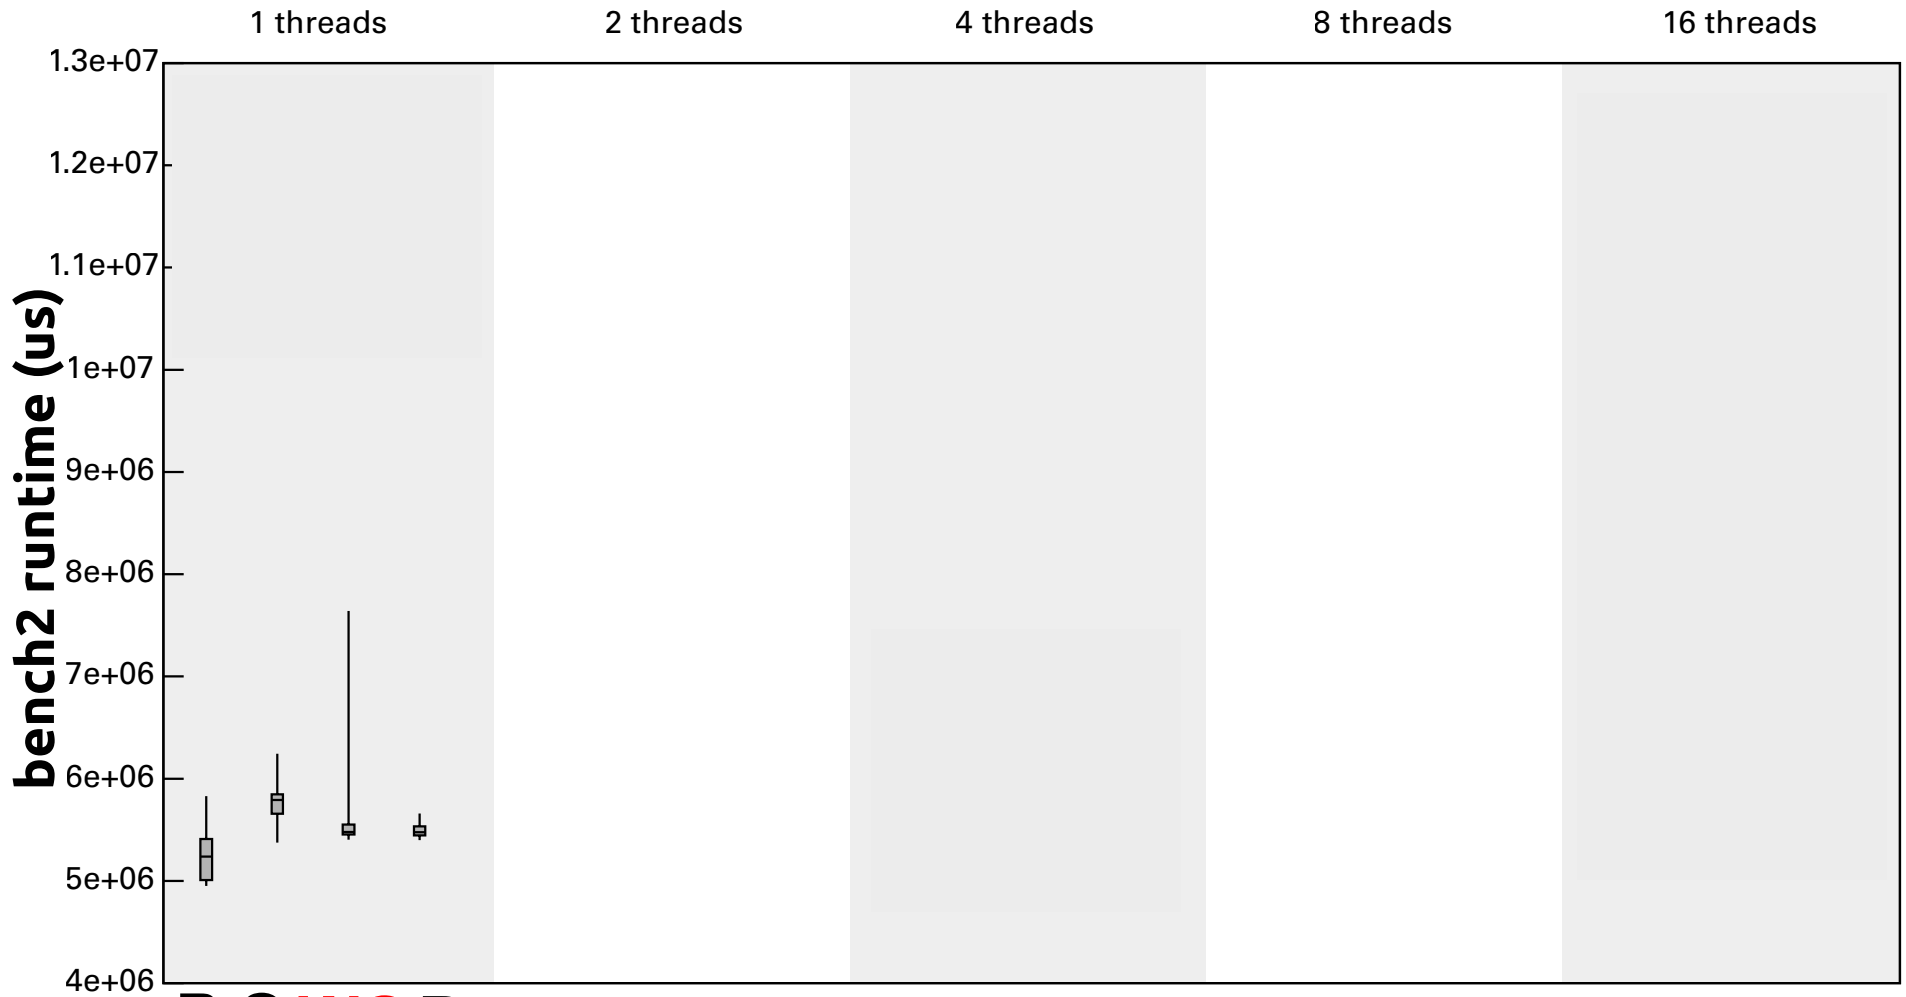 1 threads 2 threads 4 threads 8 threads 16 threads
1.3e+07
1.2e+07
1.1e+07
1e+07
9e+06
8e+06
7e+06
6e+06
5e+06
4e+06
bench2 runtime (us)